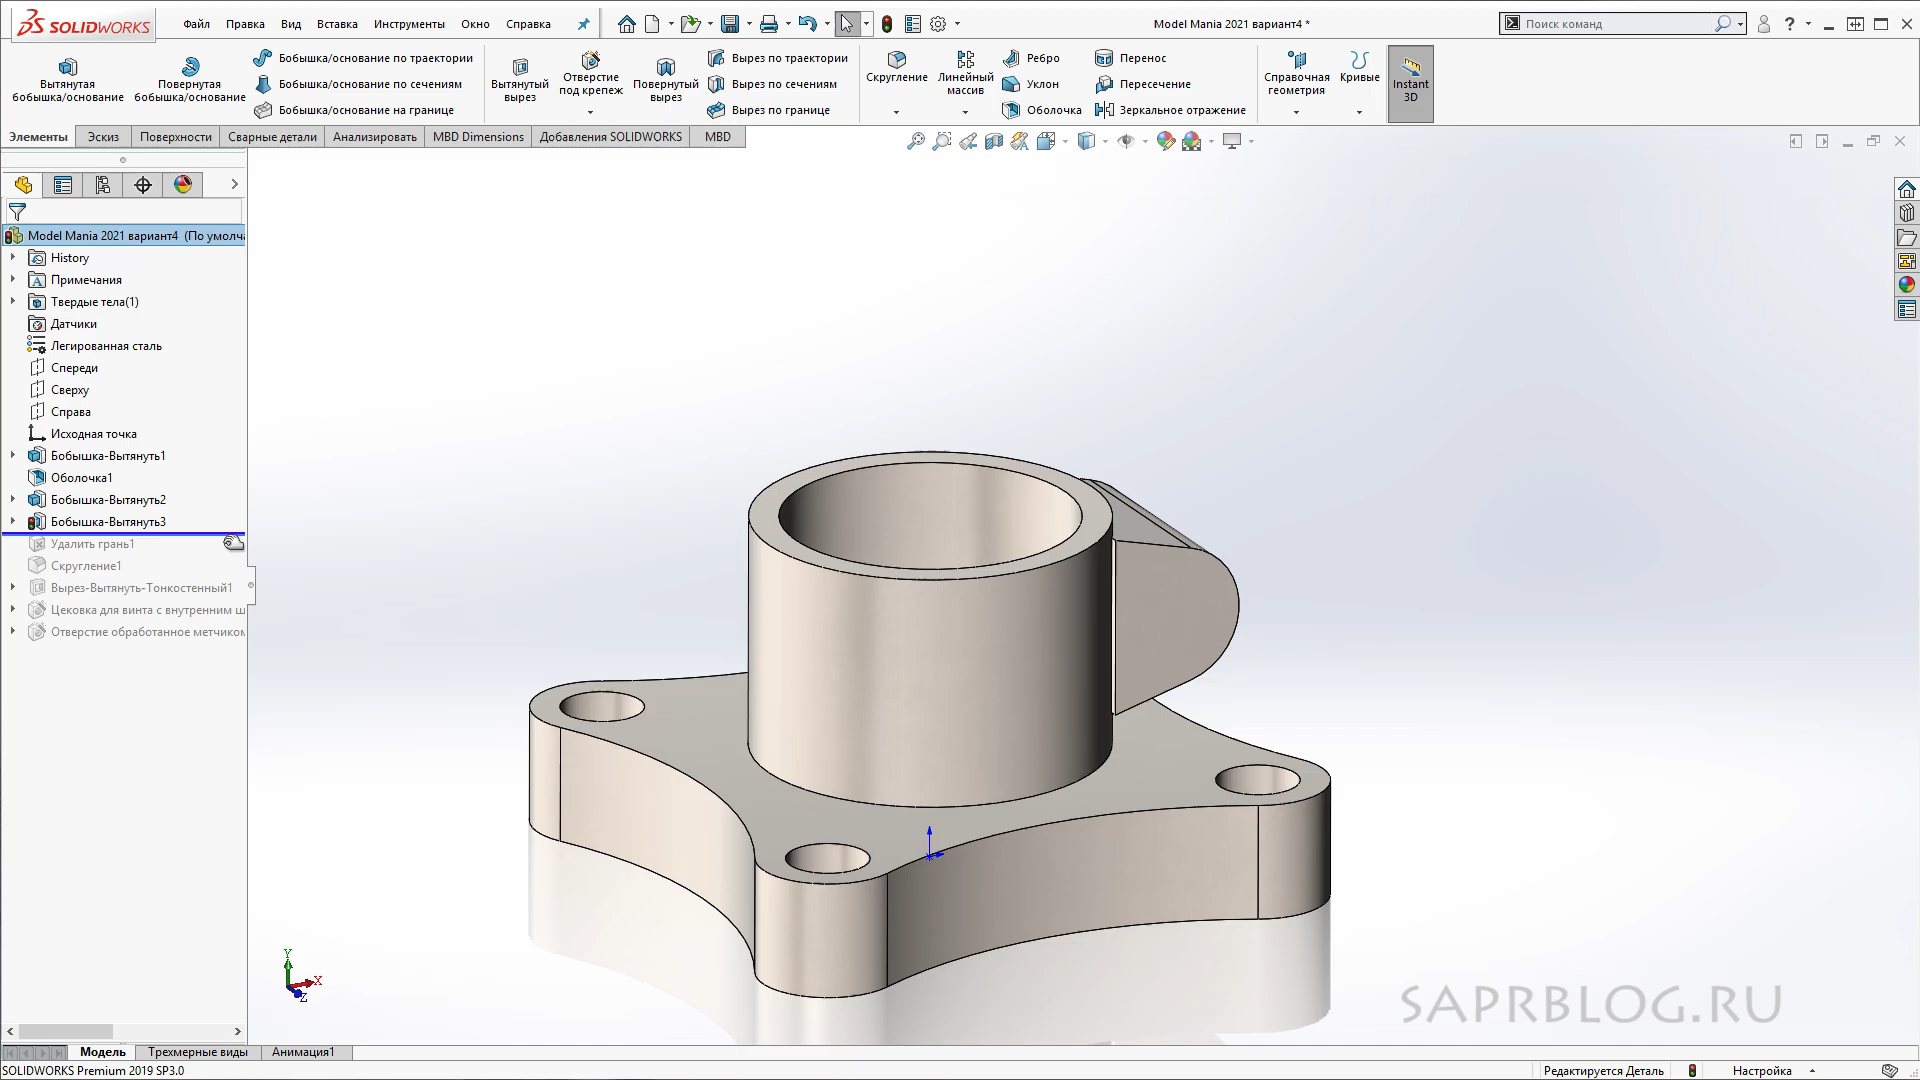 SOLIDWORKS
Файл Правка Вид Вставка Инструменты Окно Справка
Model Mania 2021 вариант4 *
Поиск команд
Вытянутая бобышка/основание
Повернутая бобышка/основание
Бобышка/основание по траектории
Бобышка/основание по сечениям
Бобышка/основание на границе
Вытянутый вырез
Отверстие под крепеж
Повернутый вырез
Вырез по траектории
Вырез по сечениям
Вырез по границе
Скругление
Линейный массив
Ребро
Уклон
Оболочка
Перенос
Пересечение
Зеркальное отражение
Справочная геометрия
Кривые
Instant 3D
Элементы Эскиз Поверхности Сварные детали Анализировать MBD Dimensions Добавления SOLIDWORKS MBD
Model Mania 2021 вариант4 (По умолча
History
Примечания
Твердые тела(1)
Датчики
Легированная сталь
Спереди
Сверху
Справа
Исходная точка
Бобышка-Вытянуть1
Оболочка1
Бобышка-Вытянуть2
Бобышка-Вытянуть3
Удалить грань1
Скругление1
Вырез-Вытянуть-Тонкостенный1
Цековка для винта с внутренним ш
Отверстие обработанное метчиком
Y
X
Z
SAPRBLOG.RU
Модель Трехмерные виды Анимация1
SOLIDWORKS Premium 2019 SP3.0
Редактируется Деталь
Настройка